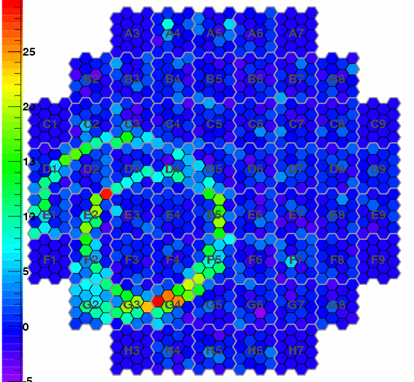 A3 A4 A5 A6 A7
25
B2 B3 B4 B5 B6 B7 B8
20
C1 C2 C3 C4 C5 C6 C7 C8 C9
15
D1 D2 D3 D4 D5 D6 D7 D8 D9
10
E1 E2 E3 E4 E5 E6 E7 E8 E9
5
F1 F2 F3 F4 F5 F6 F7 F8 F9
G2 G3 G4 G5 G6 G7 G8
0
H3 H4 H5 H6 H7
-5